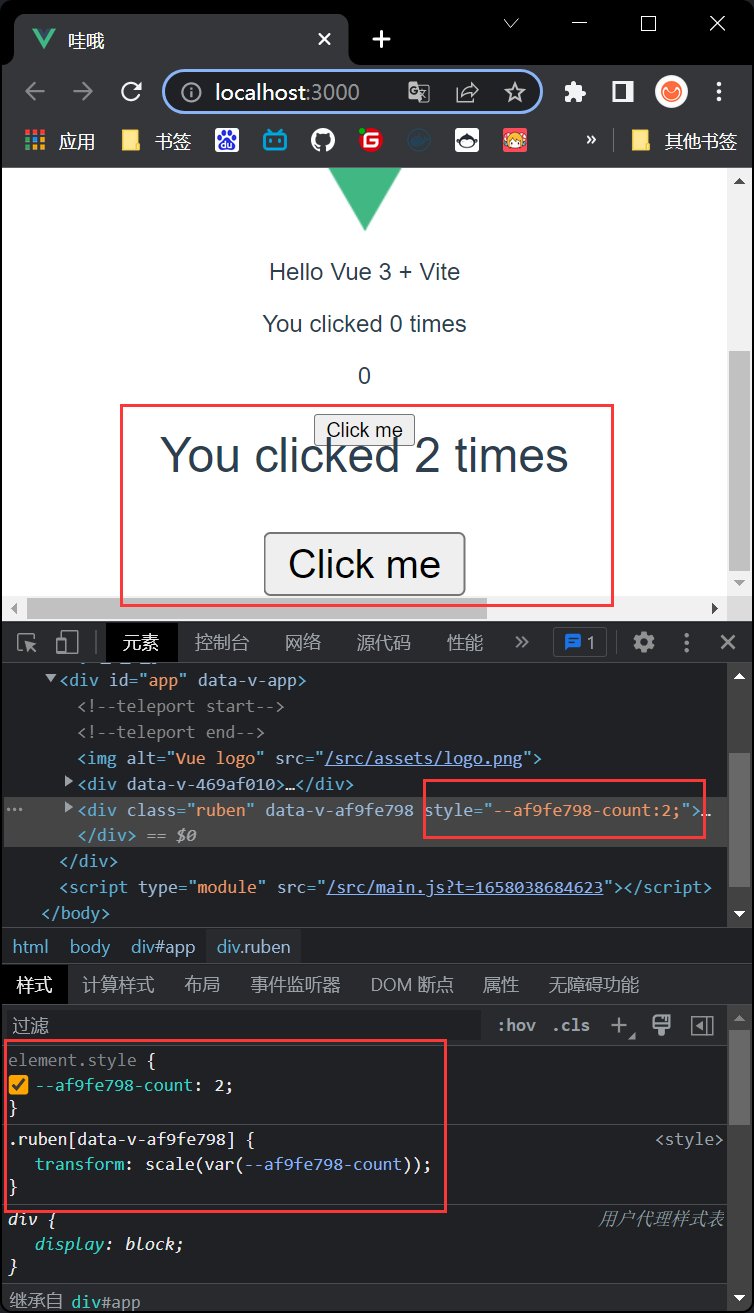 哇哦
localhost:3000
应用 书签 du G » 其他书签
Hello Vue 3 + Vite
You clicked 0 times
0
Click me
You clicked 2 times
Click me
元素 控制台 网络 源代码 性能 » 1
<div id="app" data-v-app>
<!--teleport start-->
<!--teleport end-->
<img alt="Vue logo" src="/src/assets/logo.png">
<div data-v-469af010>…</div>
<div class="ruben" data-v-af9fe798 style="--af9fe798-count:2;">…
</div> == $0
</div>
<script type="module" src="/src/main.js?t=1658038684623"></script>
</body>
html body div#app div.ruben
样式 计算样式 布局 事件监听器 DOM 断点 属性 无障碍功能
过滤 :hov .cls
element.style {
--af9fe798-count: 2;
}
.ruben[data-v-af9fe798] { <style>
transform: scale(var(--af9fe798-count));
}
div { 用户代理样式表
display: block;
}
继承自 div#app